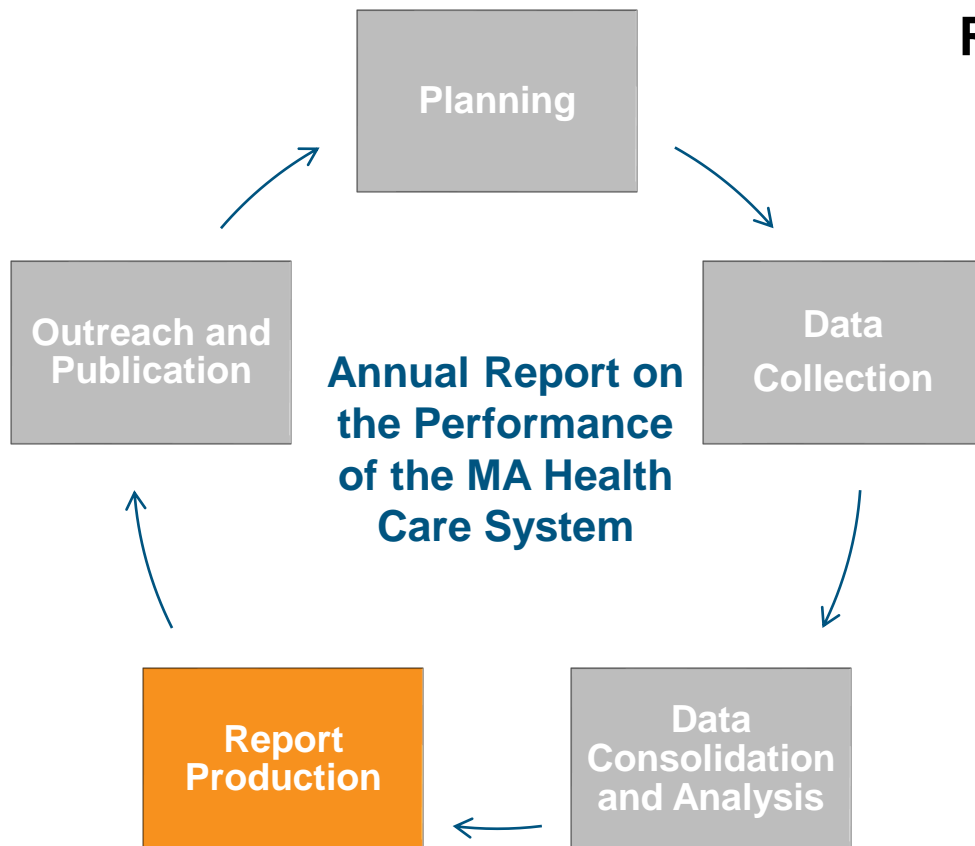 Planning
Data
Collection
Data
Consolidation
and Analysis
Report
Production
Outreach and
Publication
Annual Report on
the Performance
of the MA Health
Care System